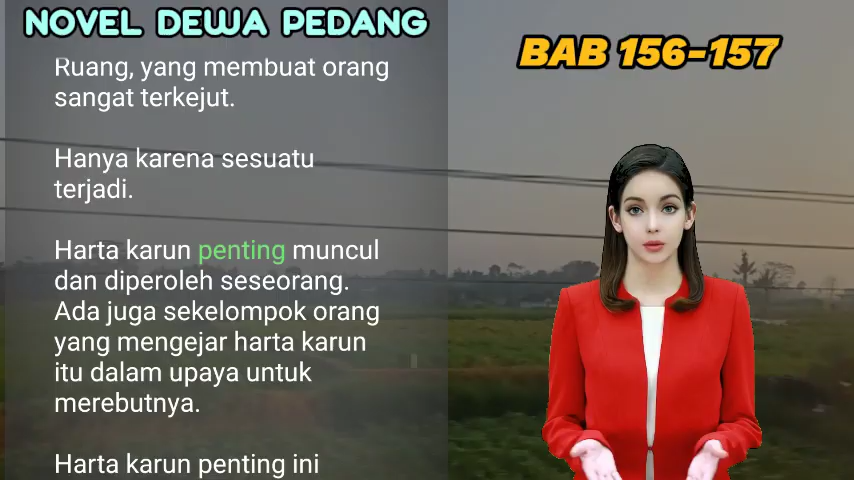 NOVEL DEWA PEDANG
BAB 156-157
Ruang, yang membuat orang
sangat terkejut.
Hanya karena sesuatu
terjadi.
Harta karun penting muncul
dan diperoleh seseorang.
Ada juga sekelompok orang
yang mengejar harta karun
itu dalam upaya untuk
merebutnya.
Harta karun penting ini